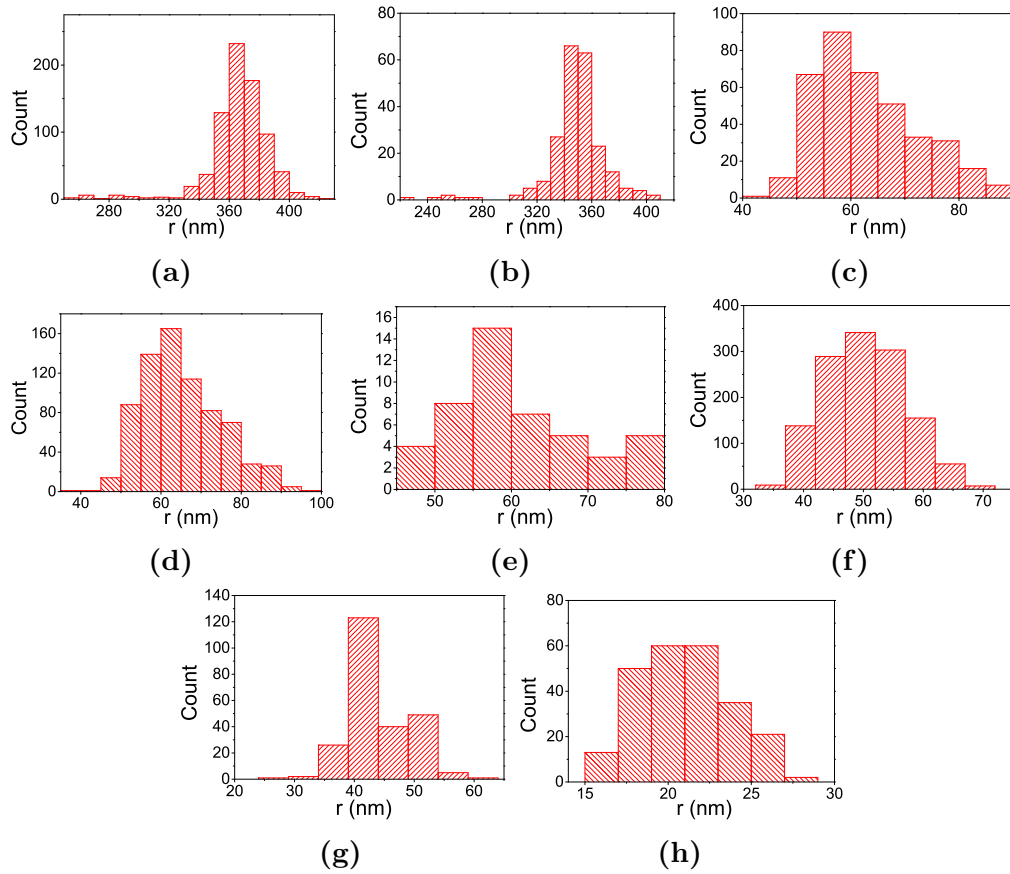 200
100
0
280 320 360 400
Count
r (nm)
(a)
80
60
40
20
0
240 280 320 360 400
Count
r (nm)
(b)
100
80
60
40
20
0
40 60 80
Count
r (nm)
(c)
160
120
80
40
0
40 60 80 100
Count
r (nm)
(d)
16
14
12
10
8
6
4
2
0
50 60 70 80
Count
r (nm)
(e)
400
300
200
100
0
30 40 50 60 70
Count
r (nm)
(f)
140
120
100
80
60
40
20
0
20 30 40 50 60
Count
r (nm)
(g)
80
60
40
20
0
15 20 25 30
Count
r (nm)
(h)